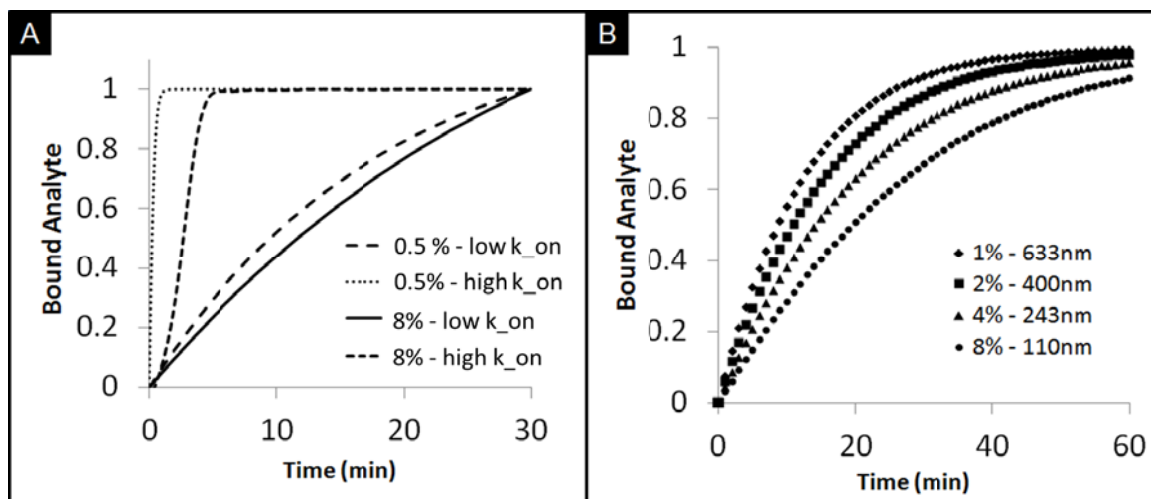 A
Bound Analyte
1
0.8
0.6
0.4
0.2
0
0.5 % - low k_on
0.5% - high k_on
8% - low k_on
8% - high k_on
0 10 20 30
Time (min)
B
Bound Analyte
1
0.8
0.6
0.4
0.2
0
1% - 633nm
2% - 400nm
4% - 243nm
8% - 110nm
0 20 40 60
Time (min)